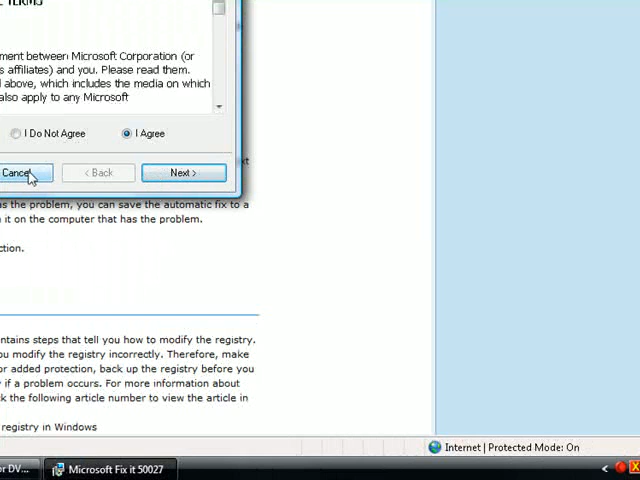 E TERMS
ment between Microsoft Corporation (or
s affiliates) and you. Please read them.
d above, which includes the media on which
also apply to any Microsoft
I Do Not Agree
I Agree
Cancel
< Back
Next >
xt
as the problem, you can save the automatic fix to a
n it on the computer that has the problem.
ction.
ntains steps that tell you how to modify the registry.
ou modify the registry incorrectly. Therefore, make
or added protection, back up the registry before you
y if a problem occurs. For more information about
ck the following article number to view the article in
registry in Windows
Internet | Protected Mode: On
or DV...
Microsoft Fix it 50027
<